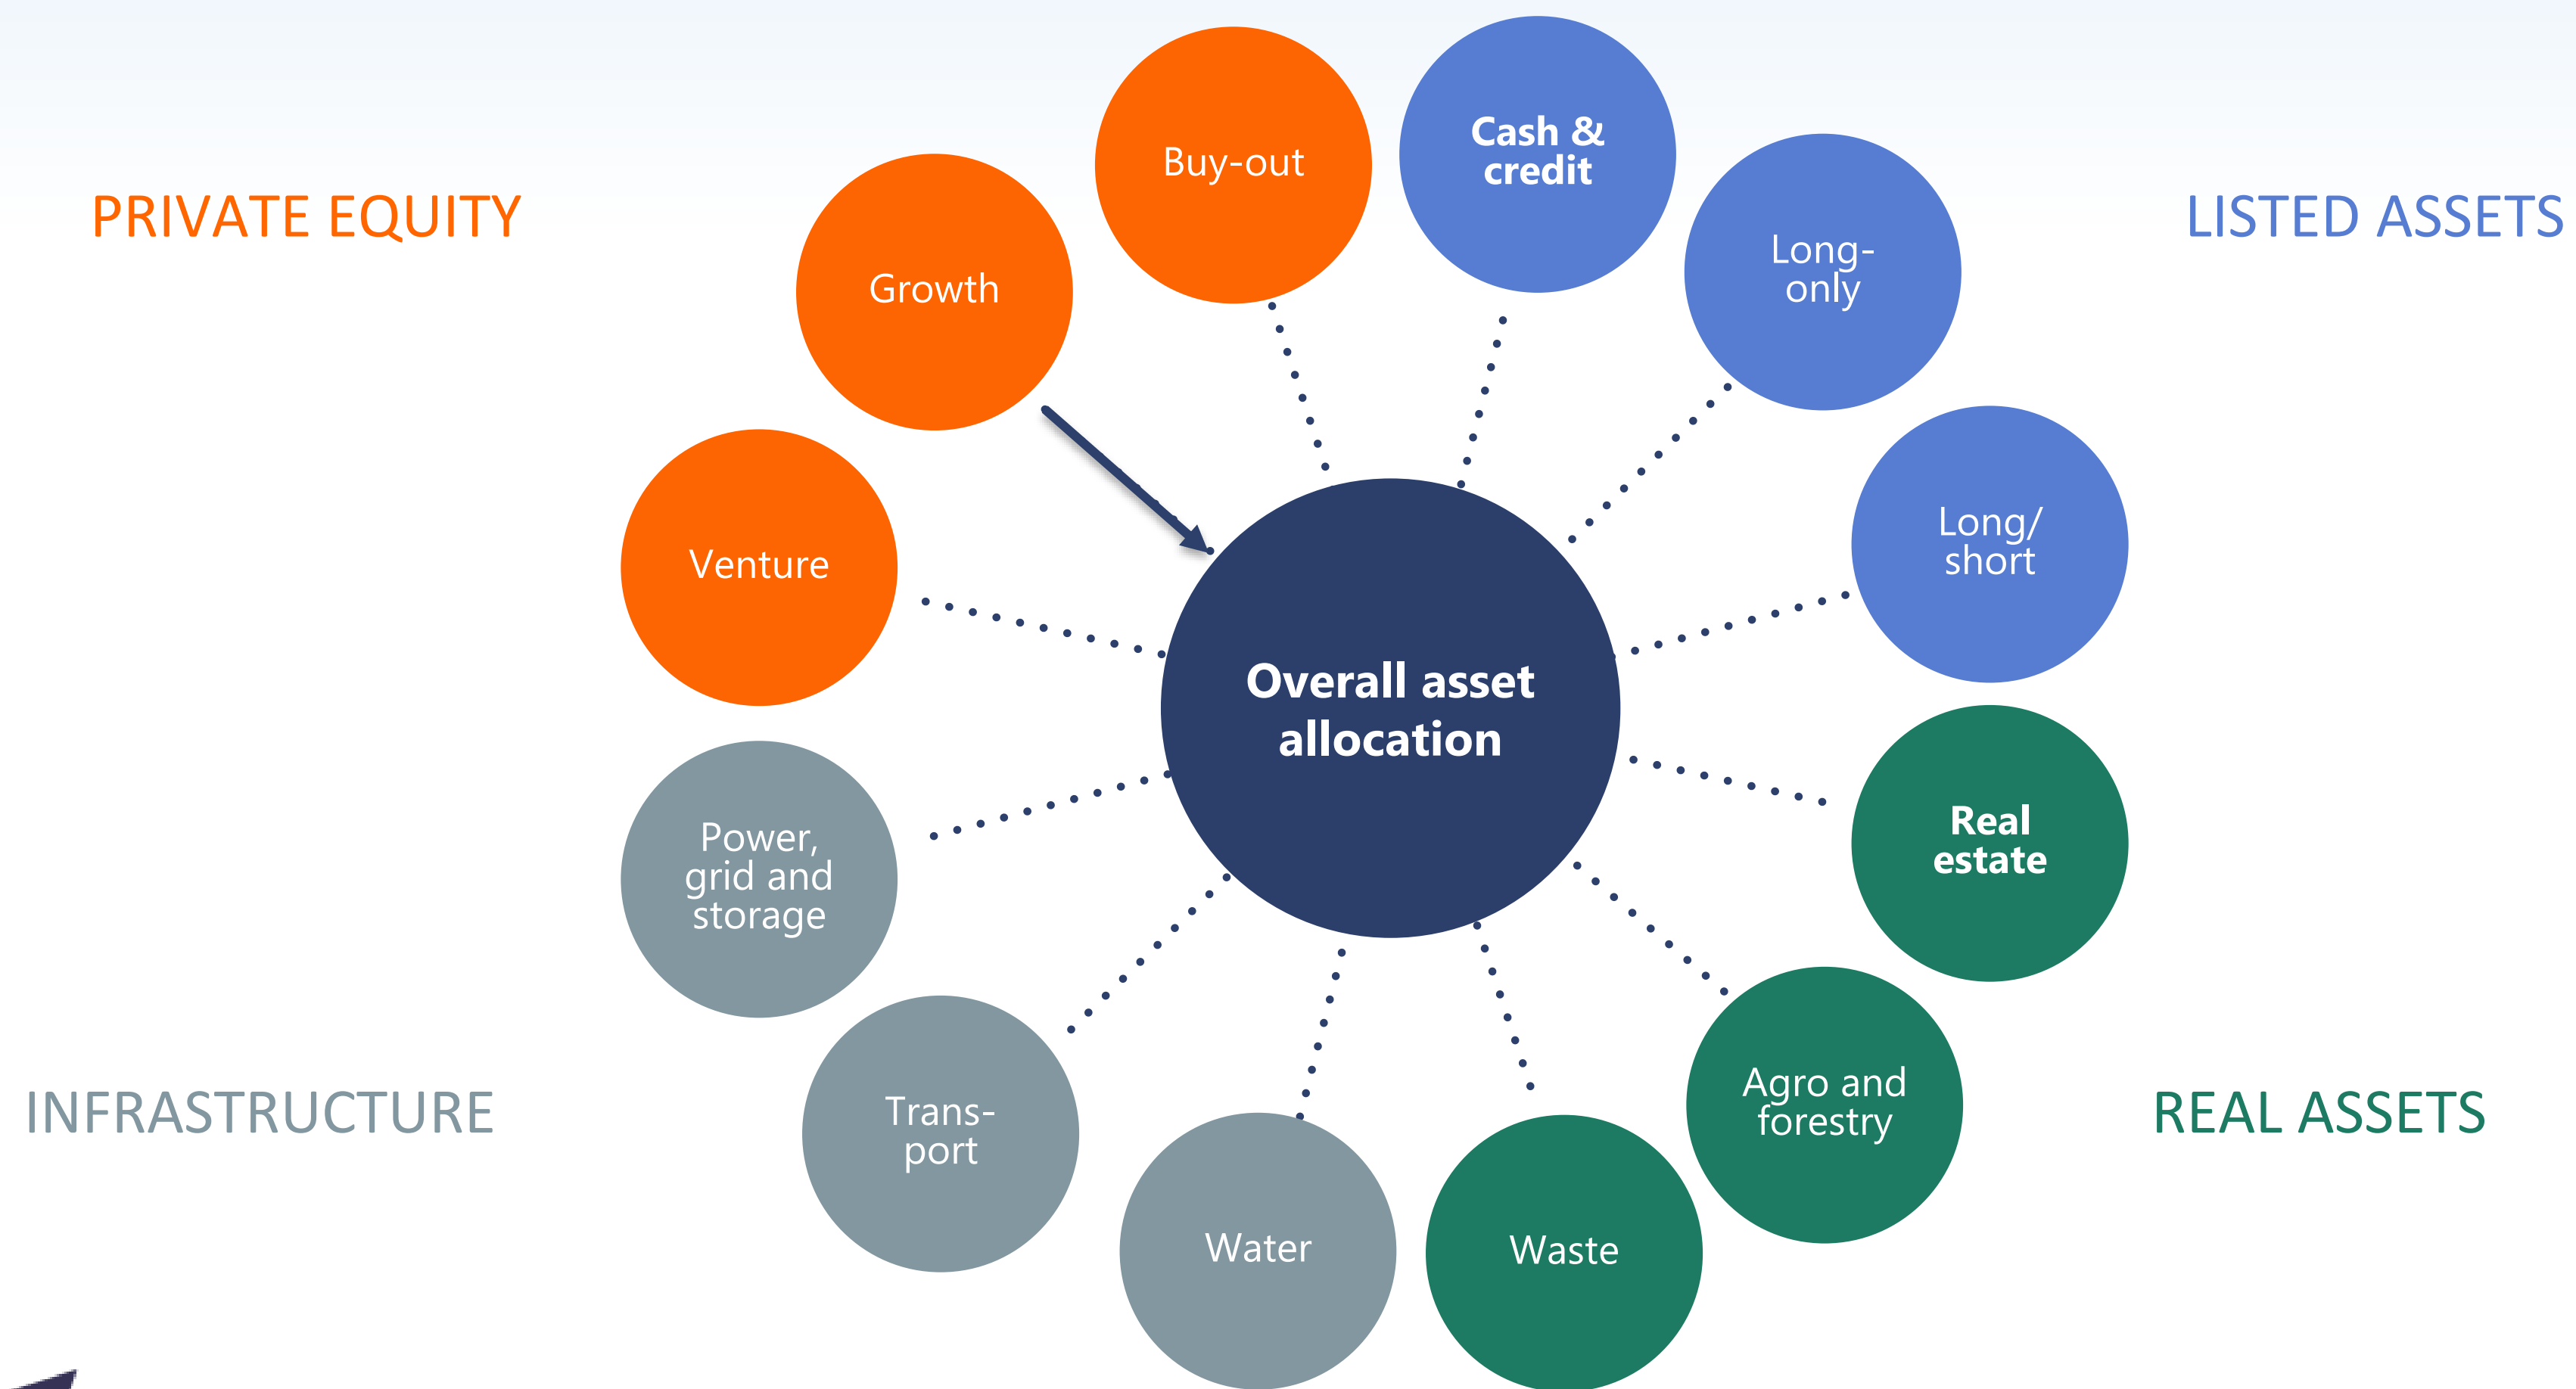 PRIVATE EQUITY
LISTED ASSETS
Buy-out
Cash &
credit
Growth
Long-
only
Venture
Long/
short
Overall asset
allocation
Power,
grid and
storage
Real
estate
INFRASTRUCTURE
REAL ASSETS
Trans-
port
Agro and
forestry
Water
Waste